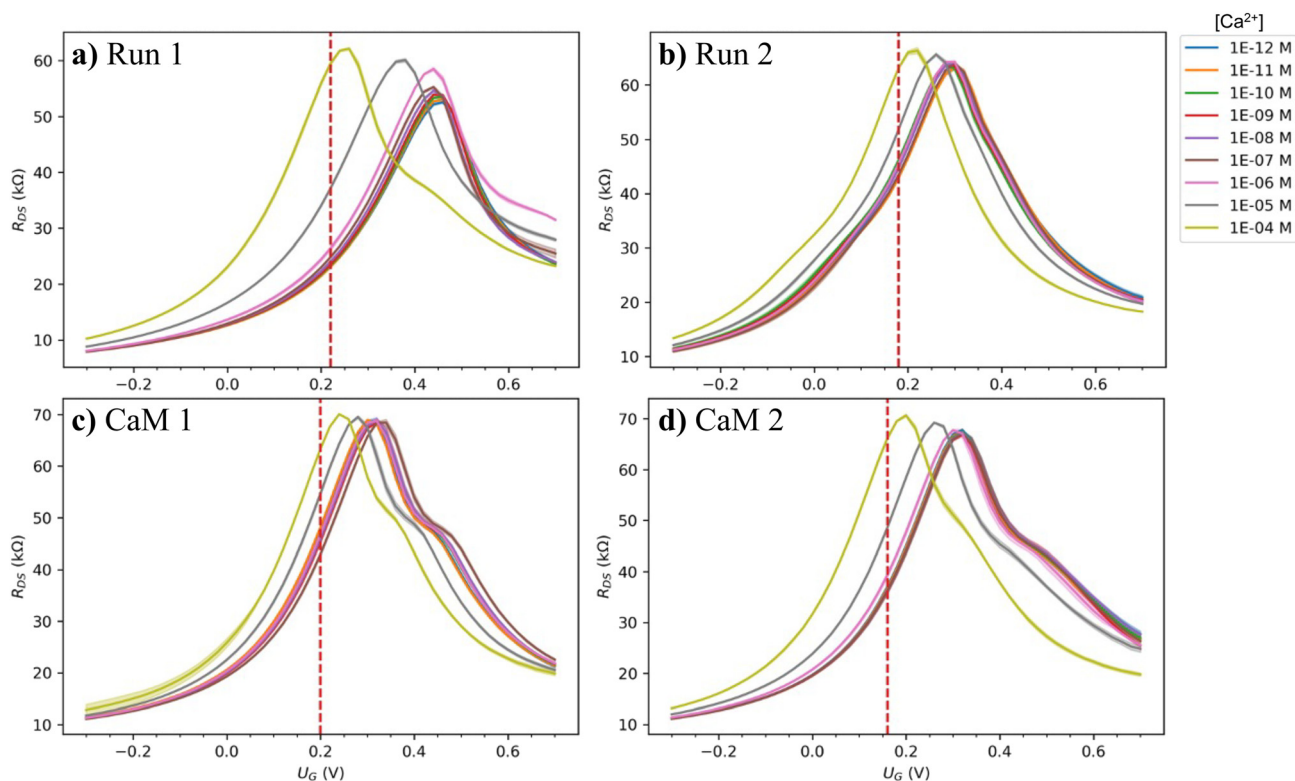 a) Run 1
60
50
40
30
20
10
R_DS (kΩ)
−0.2 0.0 0.2 0.4 0.6
b) Run 2
60
50
40
30
20
10
R_DS (kΩ)
−0.2 0.0 0.2 0.4 0.6
[Ca²⁺]
1E-12 M
1E-11 M
1E-10 M
1E-09 M
1E-08 M
1E-07 M
1E-06 M
1E-05 M
1E-04 M
c) CaM 1
70
60
50
40
30
20
10
R_DS (kΩ)
−0.2 0.0 0.2 0.4 0.6
U_G (V)
d) CaM 2
70
60
50
40
30
20
10
R_DS (kΩ)
−0.2 0.0 0.2 0.4 0.6
U_G (V)